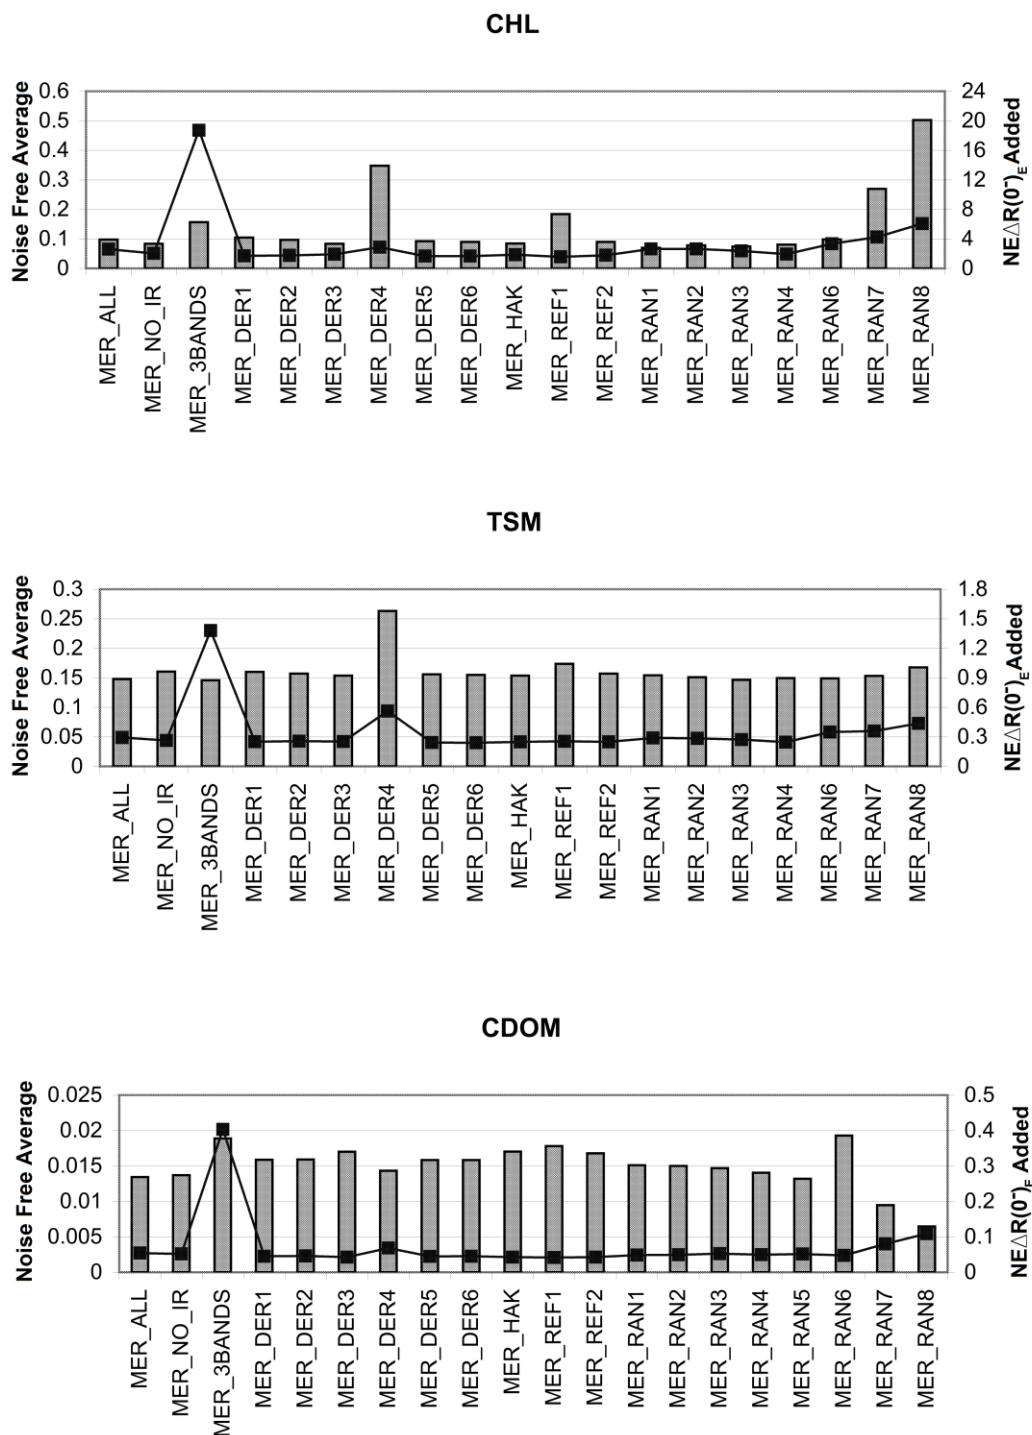 CHL
Noise Free Average
0.6
0.5
0.4
0.3
0.2
0.1
0
24
20
16
12
8
4
0
NEΔR(0⁻)E Added
MER_ALL
MER_NO_IR
MER_3BANDS
MER_DER1
MER_DER2
MER_DER3
MER_DER4
MER_DER5
MER_DER6
MER_HAK
MER_REF1
MER_REF2
MER_RAN1
MER_RAN2
MER_RAN3
MER_RAN4
MER_RAN6
MER_RAN7
MER_RAN8
TSM
Noise Free Average
0.3
0.25
0.2
0.15
0.1
0.05
0
1.8
1.5
1.2
0.9
0.6
0.3
0
NEΔR(0⁻)E Added
MER_ALL
MER_NO_IR
MER_3BANDS
MER_DER1
MER_DER2
MER_DER3
MER_DER4
MER_DER5
MER_DER6
MER_HAK
MER_REF1
MER_REF2
MER_RAN1
MER_RAN2
MER_RAN3
MER_RAN4
MER_RAN6
MER_RAN7
MER_RAN8
CDOM
Noise Free Average
0.025
0.02
0.015
0.01
0.005
0
0.5
0.4
0.3
0.2
0.1
0
NEΔR(0⁻)E Added
MER_ALL
MER_NO_IR
MER_3BANDS
MER_DER1
MER_DER2
MER_DER3
MER_DER4
MER_DER5
MER_DER6
MER_HAK
MER_REF1
MER_REF2
MER_RAN1
MER_RAN2
MER_RAN3
MER_RAN4
MER_RAN5
MER_RAN6
MER_RAN7
MER_RAN8